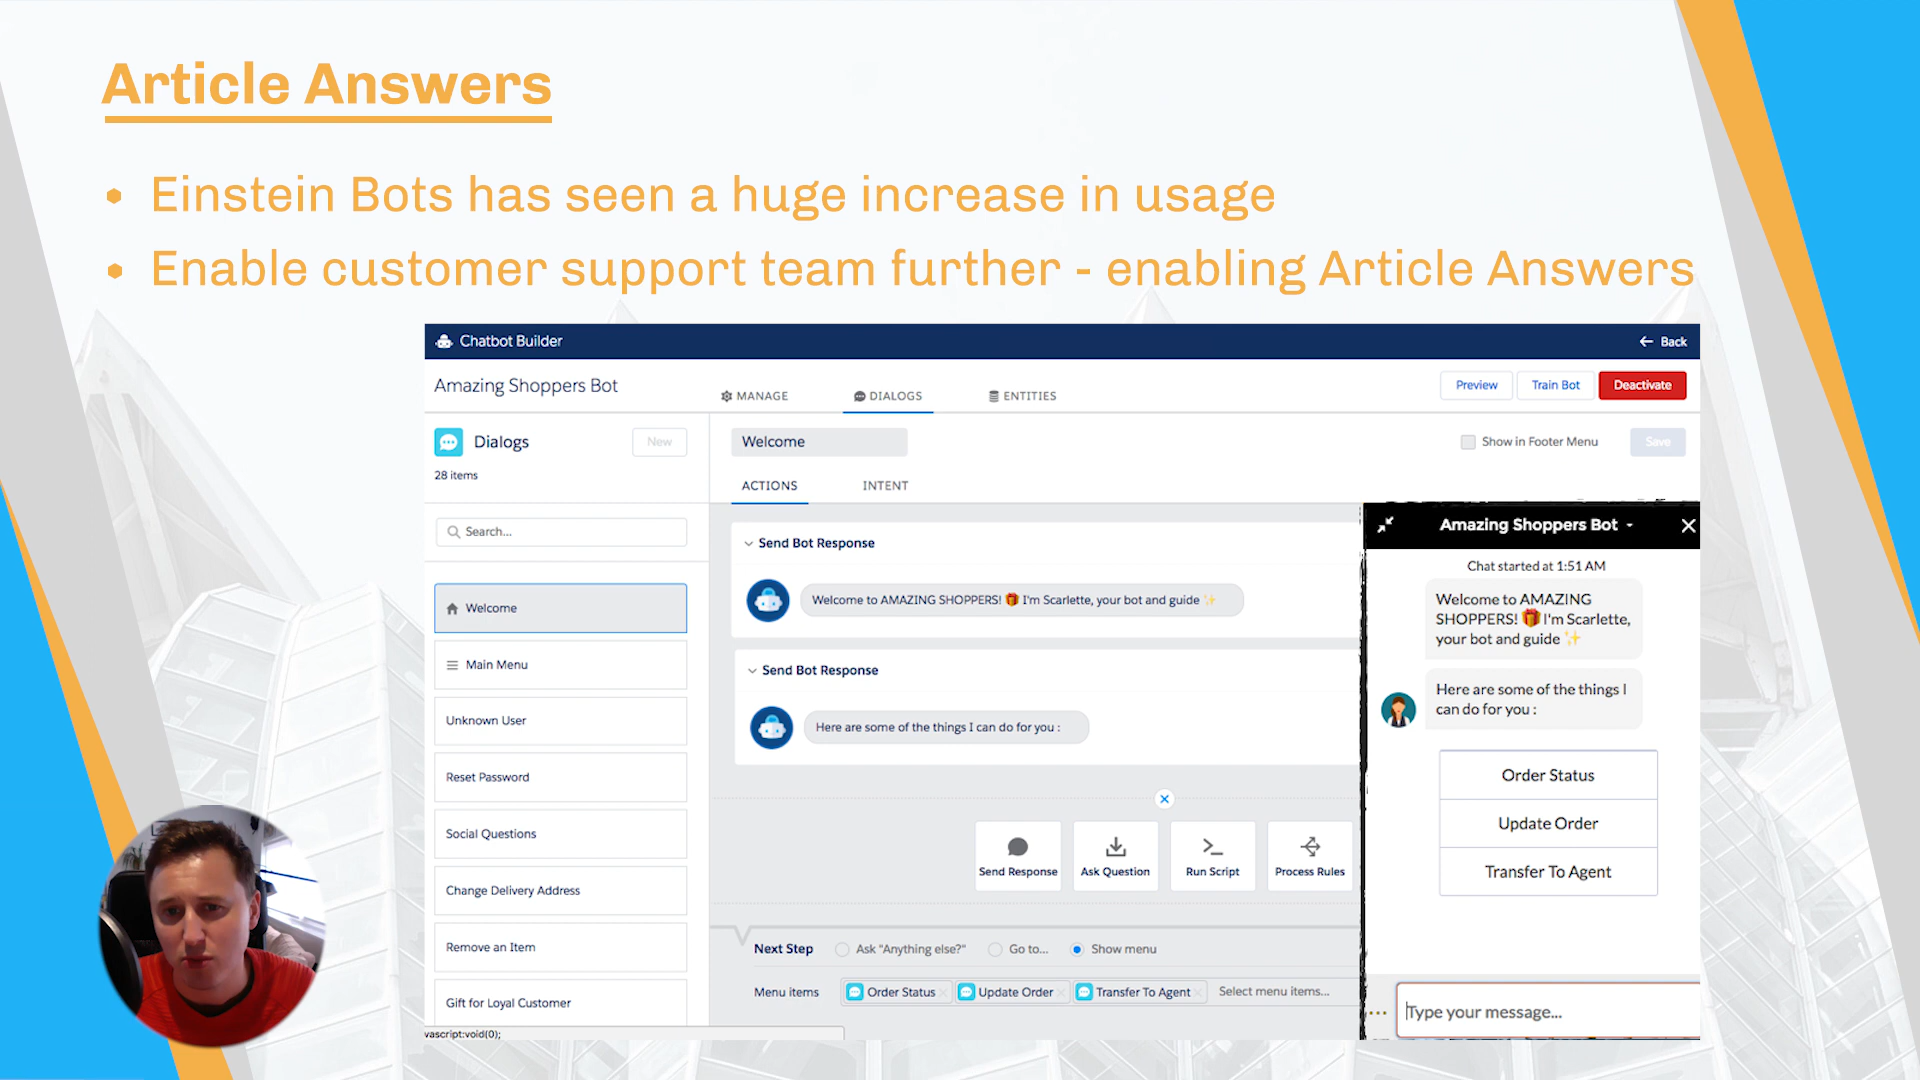 Article Answers
Einstein Bots has seen a huge increase in usage
Enable customer support team further - enabling Article Answers
Chatbot Builder
Back
Amazing Shoppers Bot
MANAGE
DIALOGS
ENTITIES
Preview
Train Bot
Deactivate
Dialogs
New
28 items
Welcome
Show in Footer Menu
Save
ACTIONS
INTENT
Search...
Welcome
Main Menu
Unknown User
Reset Password
Social Questions
Change Delivery Address
Remove an Item
Gift for Loyal Customer
vascript:void(0);
Send Bot Response
Welcome to AMAZING SHOPPERS! 🎁 I'm Scarlette, your bot and guide ✨
Send Bot Response
Here are some of the things I can do for you :
Send Response
Ask Question
Run Script
Process Rules
Next Step
Ask "Anything else?"
Go to...
Show menu
Menu items
Order Status
Update Order
Transfer To Agent
Select menu items...
Amazing Shoppers Bot
Chat started at 1:51 AM
Welcome to AMAZING
SHOPPERS! 🎁 I'm Scarlette,
your bot and guide ✨
Here are some of the things I
can do for you :
Order Status
Update Order
Transfer To Agent
Type your message...